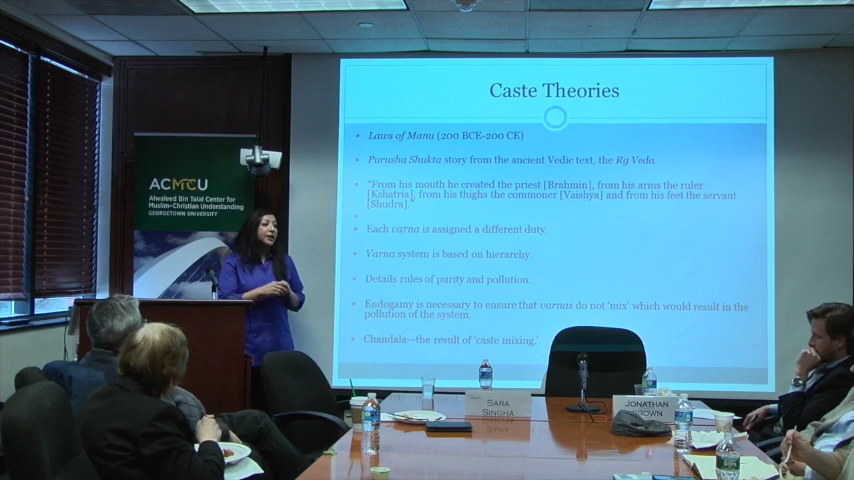 Caste Theories
Laws of Manu (200 BCE-200 CE)
Purusha Shukta story from the ancient Vedic text, the Rg Veda.
"From his mouth he created the priest [Brahmin], from his arms the ruler
[Kshatria], from his thighs the commoner [Vaishya] and from his feet the servant
[Shudra]."
Each varna is assigned a different duty.
Varna system is based on hierarchy.
Details rules of purity and pollution.
Endogamy is necessary to ensure that varnas do not 'mix' which would result in the
pollution of the system.
Chandala—the result of 'caste mixing.'
ACMCU
Alwaleed Bin Talal Center for
Muslim-Christian Understanding
GEORGETOWN UNIVERSITY
SARA
SINGHA
JONATHAN
BROWN